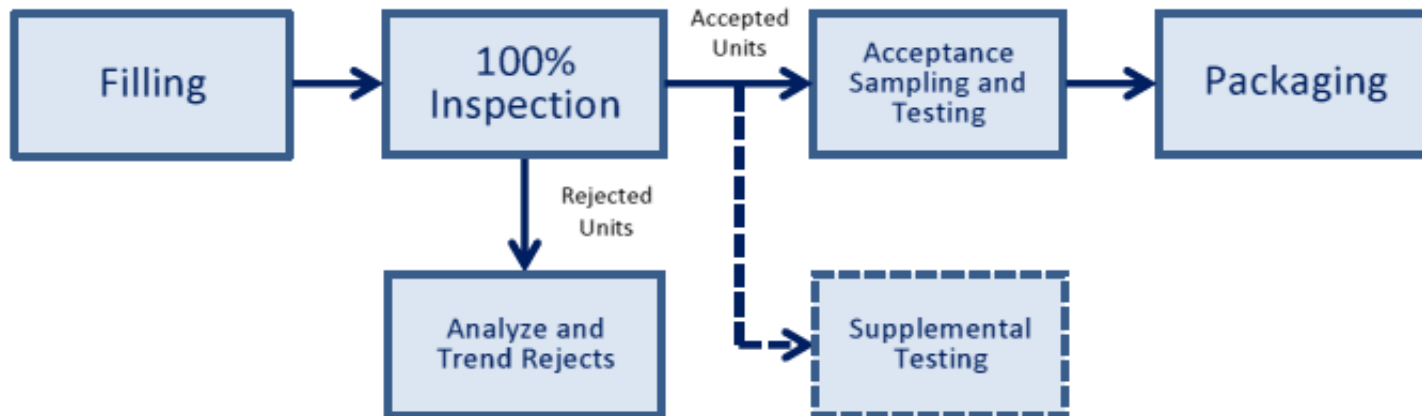 Filling
100%
Inspection
Accepted
Units
Acceptance
Sampling and
Testing
Packaging
Rejected
Units
Analyze and
Trend Rejects
Supplemental
Testing